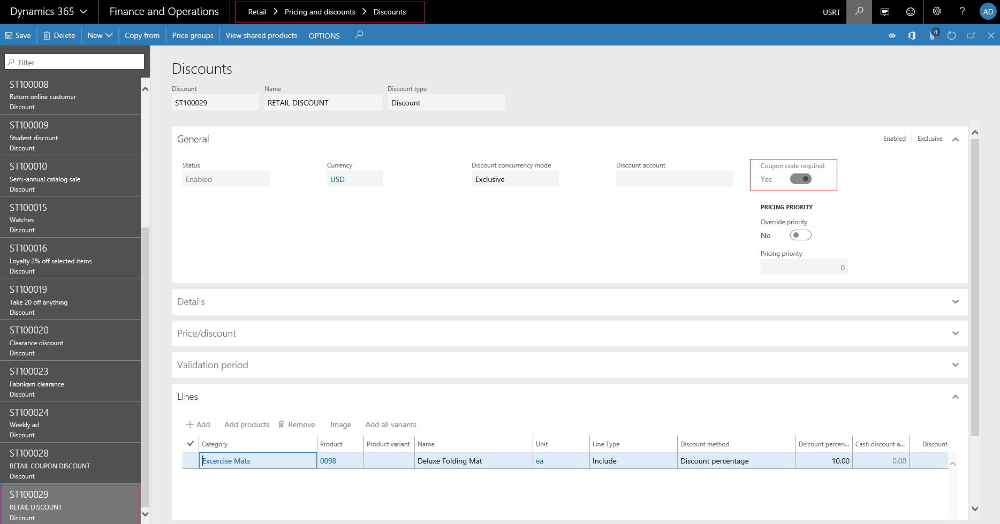 Dynamics 365 Finance and Operations Retail > Pricing and discounts > Discounts USRT ? AD
Save Delete New Copy from Price groups View shared products OPTIONS 0
Filter
ST100008
Return online customer
Discount
ST100009
Student discount
Discount
ST100010
Semi-annual catalog sale
Discount
ST100015
Watches
Discount
ST100016
Loyalty 2% off selected items
Discount
ST100019
Take 20 off anything
Discount
ST100020
Clearance discount
Discount
ST100023
Fabrikam clearance
Discount
ST100024
Weekly ad
Discount
ST100028
RETAIL COUPON DISCOUNT
Discount
ST100029
RETAIL DISCOUNT
Discount
Discounts
Discount Name Discount type
ST100029 RETAIL DISCOUNT Discount
General Enabled Exclusive
Status Currency Discount concurrency mode Discount account Coupon code required
Enabled USD Exclusive Yes
PRICING PRIORITY
Override priority
No
Pricing priority
0
Details
Price/discount
Validation period
Lines
Add Add products Remove Image Add all variants
Category Product Product variant Name Unit Line Type Discount method Discount percen... Cash discount a... Discount
Excercise Mats 0098 Deluxe Folding Mat ea Include Discount percentage 10.00 0.00